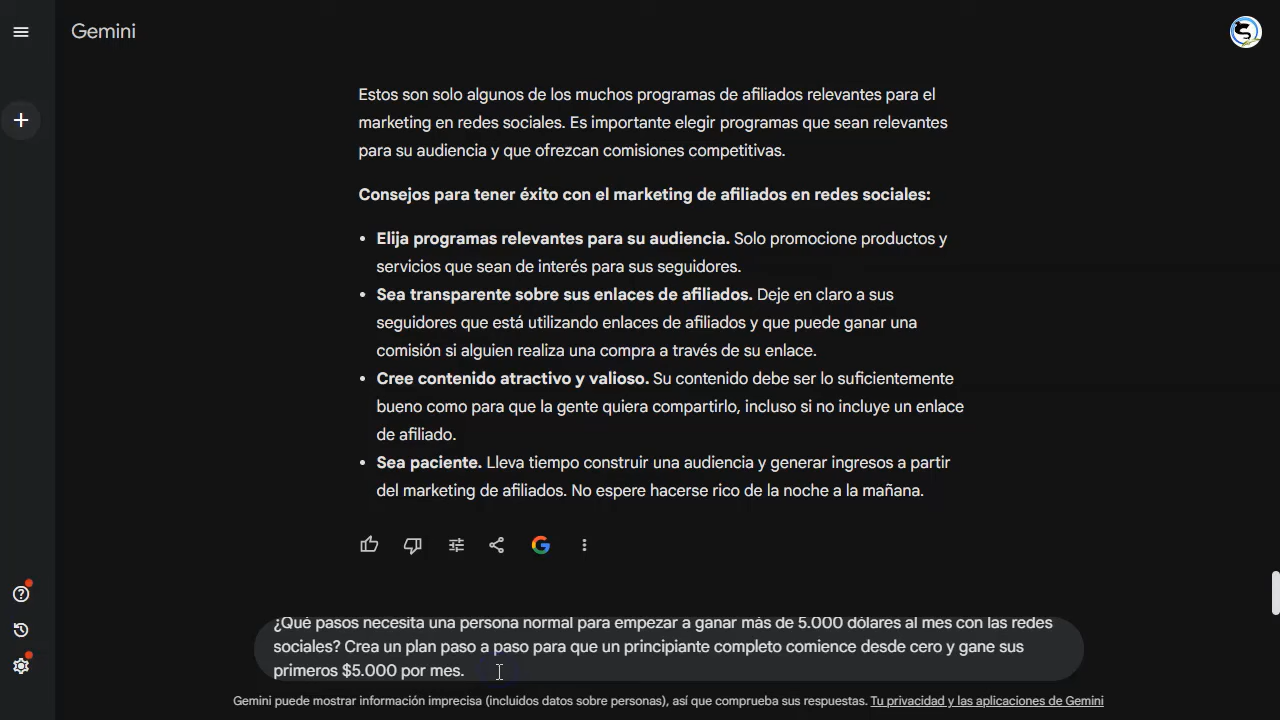 Gemini
Estos son solo algunos de los muchos programas de afiliados relevantes para el
marketing en redes sociales. Es importante elegir programas que sean relevantes
para su audiencia y que ofrezcan comisiones competitivas.
Consejos para tener éxito con el marketing de afiliados en redes sociales:
• Elija programas relevantes para su audiencia. Solo promocione productos y
servicios que sean de interés para sus seguidores.
• Sea transparente sobre sus enlaces de afiliados. Deje en claro a sus
seguidores que está utilizando enlaces de afiliados y que puede ganar una
comisión si alguien realiza una compra a través de su enlace.
• Cree contenido atractivo y valioso. Su contenido debe ser lo suficientemente
bueno como para que la gente quiera compartirlo, incluso si no incluye un enlace
de afiliado.
• Sea paciente. Lleva tiempo construir una audiencia y generar ingresos a partir
del marketing de afiliados. No espere hacerse rico de la noche a la mañana.
¿Qué pasos necesita una persona normal para empezar a ganar más de 5.000 dólares al mes con las redes
sociales? Crea un plan paso a paso para que un principiante completo comience desde cero y gane sus
primeros $5.000 por mes.
Gemini puede mostrar información imprecisa (incluidos datos sobre personas), así que comprueba sus respuestas. Tu privacidad y las aplicaciones de Gemini